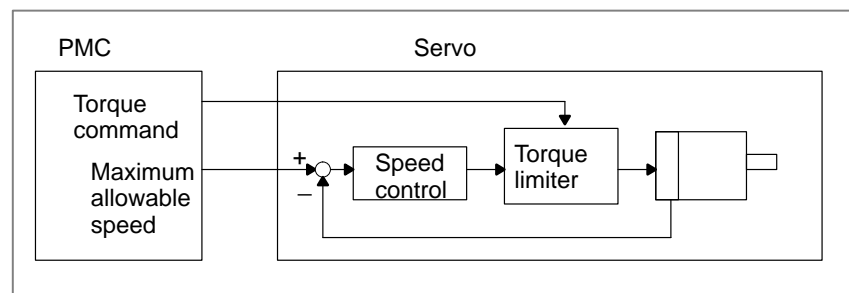 PMC
Servo
Torque
command
Maximum
allowable
speed
+
−
Speed
control
Torque
limiter